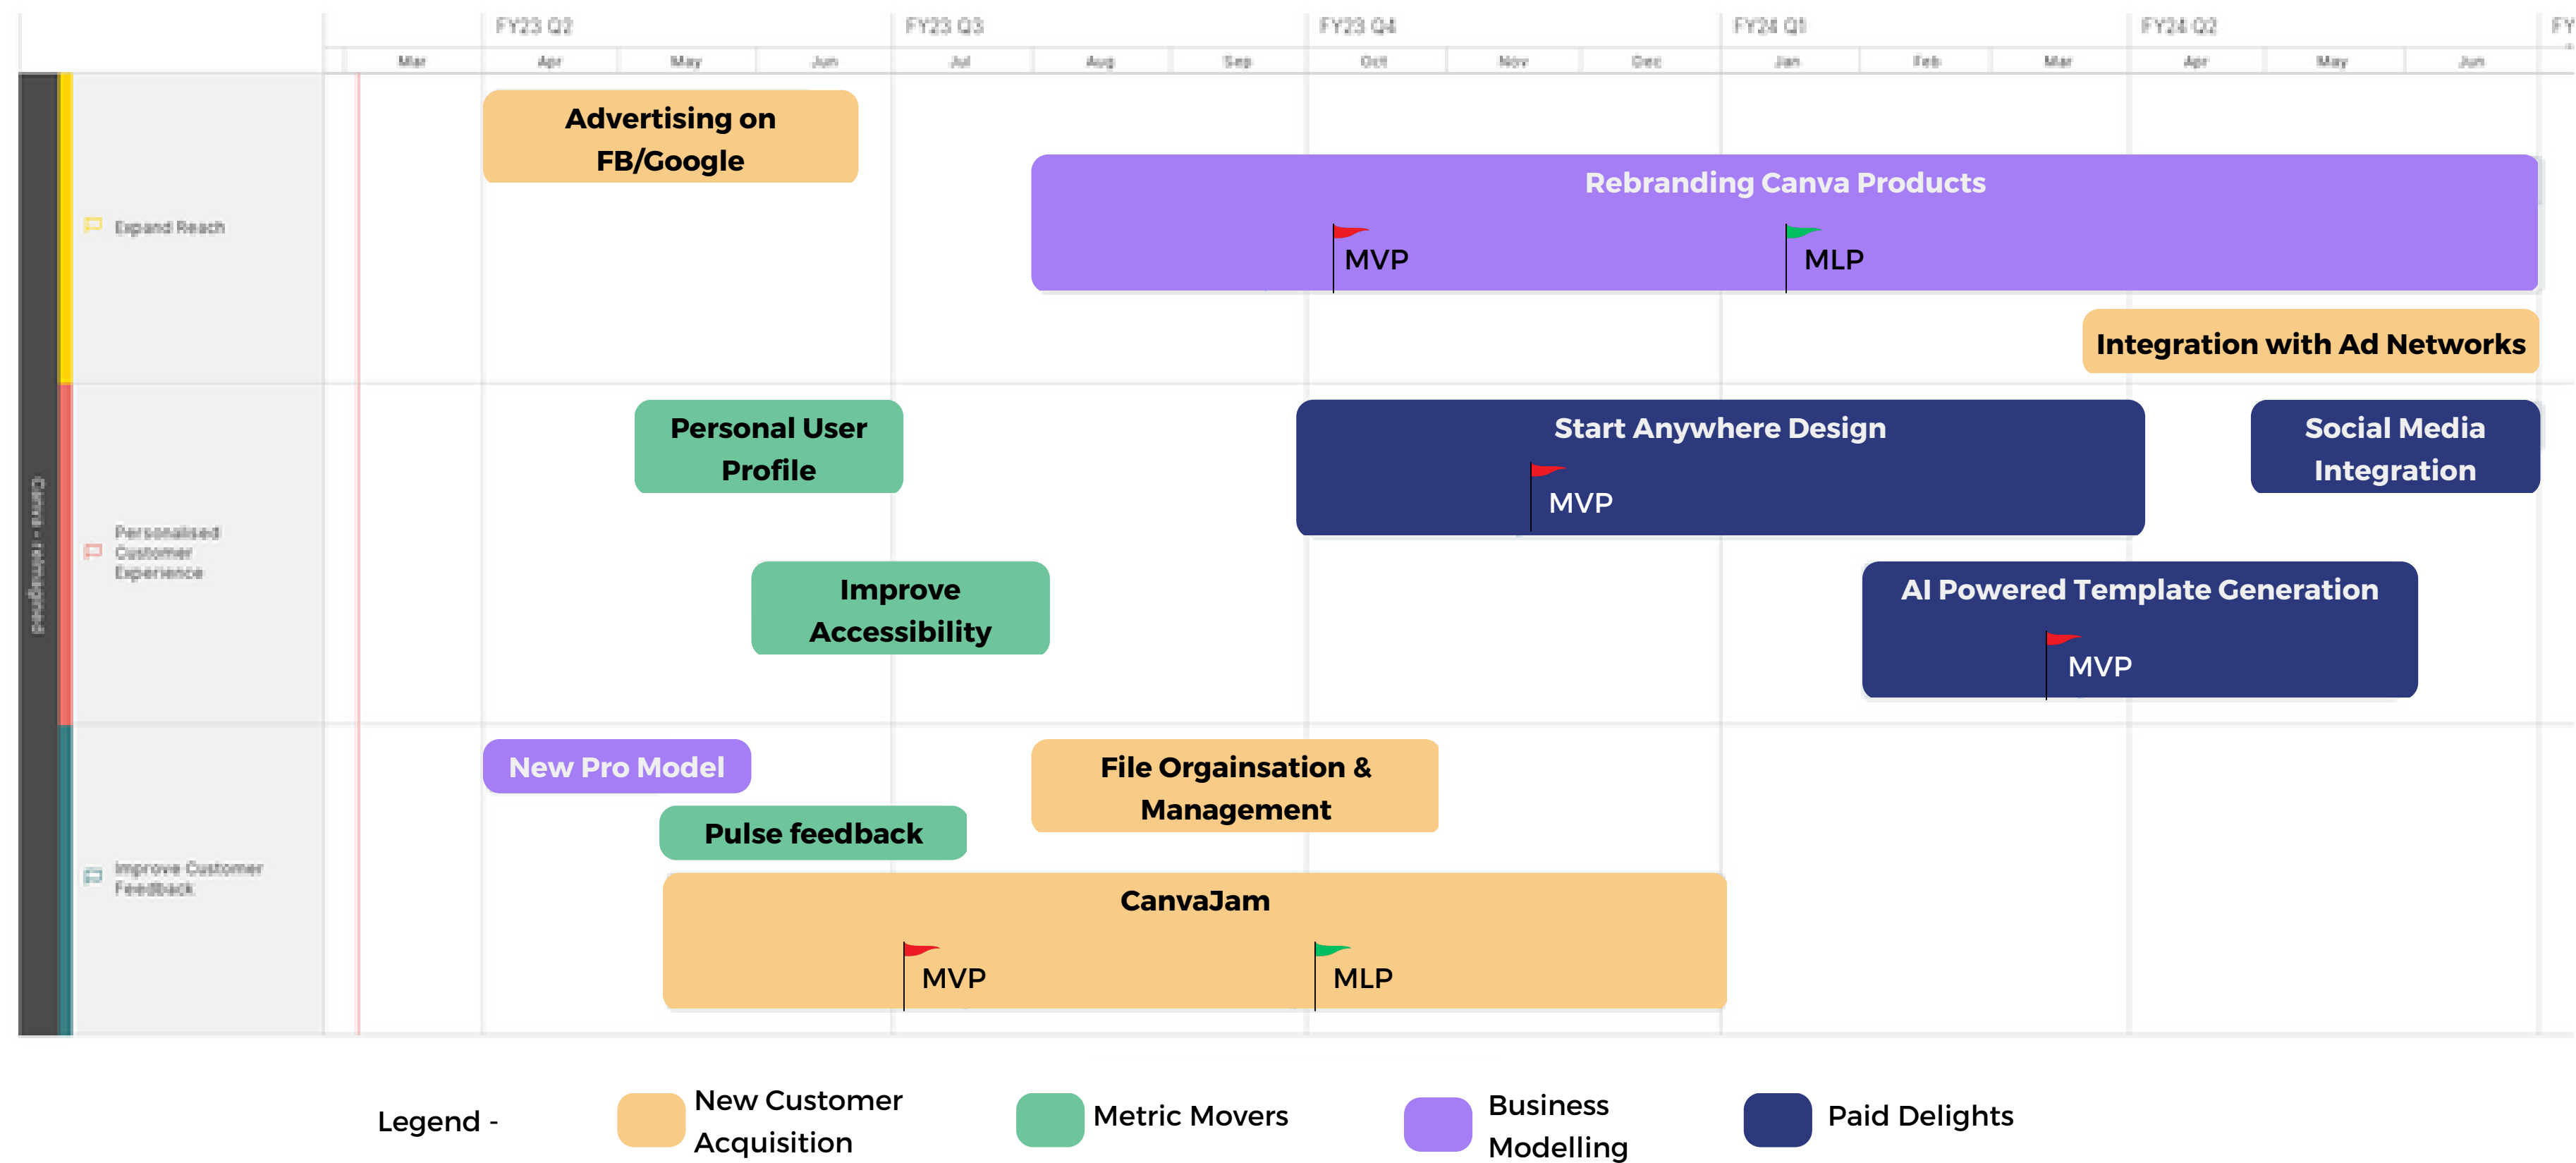 FY23 Q2
FY23 Q3
FY23 Q4
FY24 Q1
FY24 Q2
FY
Mar
Apr
May
Jun
Jul
Aug
Sep
Oct
Nov
Dec
Jan
Feb
Mar
Apr
May
Jun
Canva - reimagined
Expand Reach
Advertising on
FB/Google
Rebranding Canva Products
MVP
MLP
Integration with Ad Networks
Personalised
Customer
Experience
Personal User
Profile
Start Anywhere Design
MVP
Social Media
Integration
Improve
Accessibility
AI Powered Template Generation
MVP
Improve Customer
Feedback
New Pro Model
File Orgainsation &
Management
Pulse feedback
CanvaJam
MVP
MLP
Legend -
New Customer
Acquisition
Metric Movers
Business
Modelling
Paid Delights